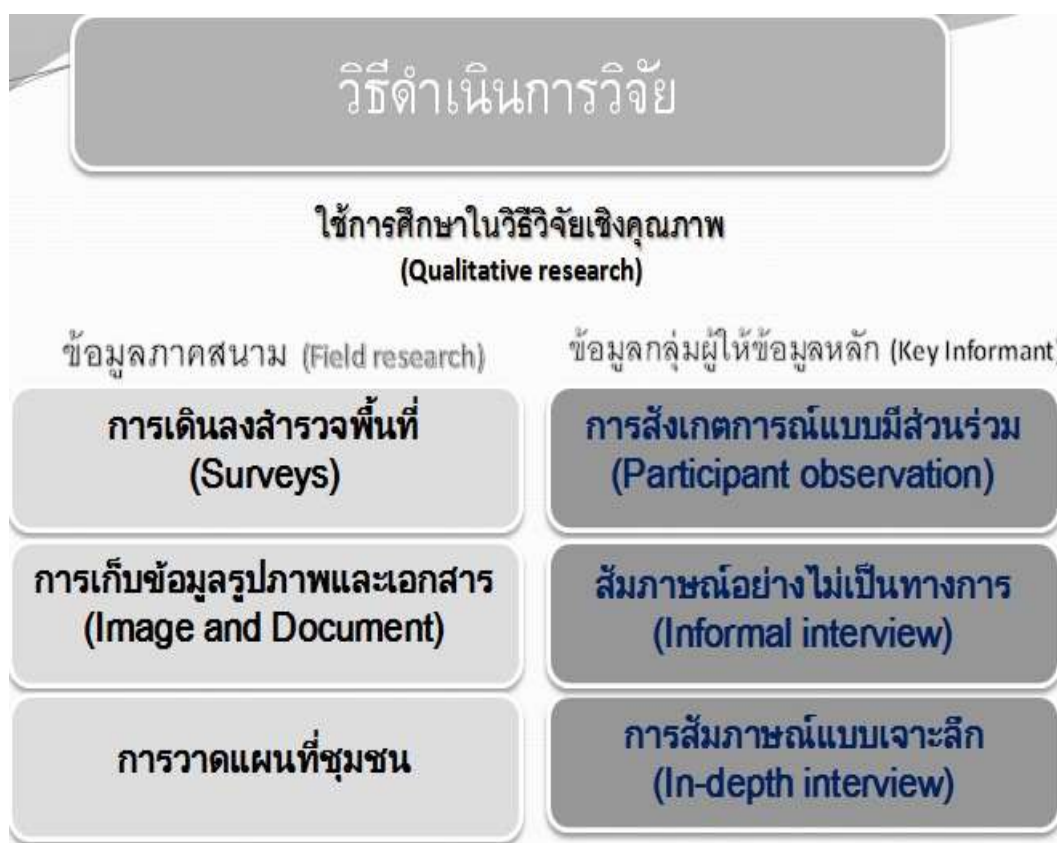 วิธีดำเนินการวิจัย
ใช้การศึกษาในวิธีวิจัยเชิงคุณภาพ
(Qualitative research)
ข้อมูลภาคสนาม (Field research)
การเดินลงสำรวจพื้นที่
(Surveys)
การเก็บข้อมูลรูปภาพและเอกสาร
(Image and Document)
การวาดแผนที่ชุมชน
ข้อมูลกลุ่มผู้ให้ข้อมูลหลัก (Key Informant)
การสังเกตการณ์แบบมีส่วนร่วม
(Participant observation)
สัมภาษณ์อย่างไม่เป็นทางการ
(Informal interview)
การสัมภาษณ์แบบเจาะลึก
(In-depth interview)